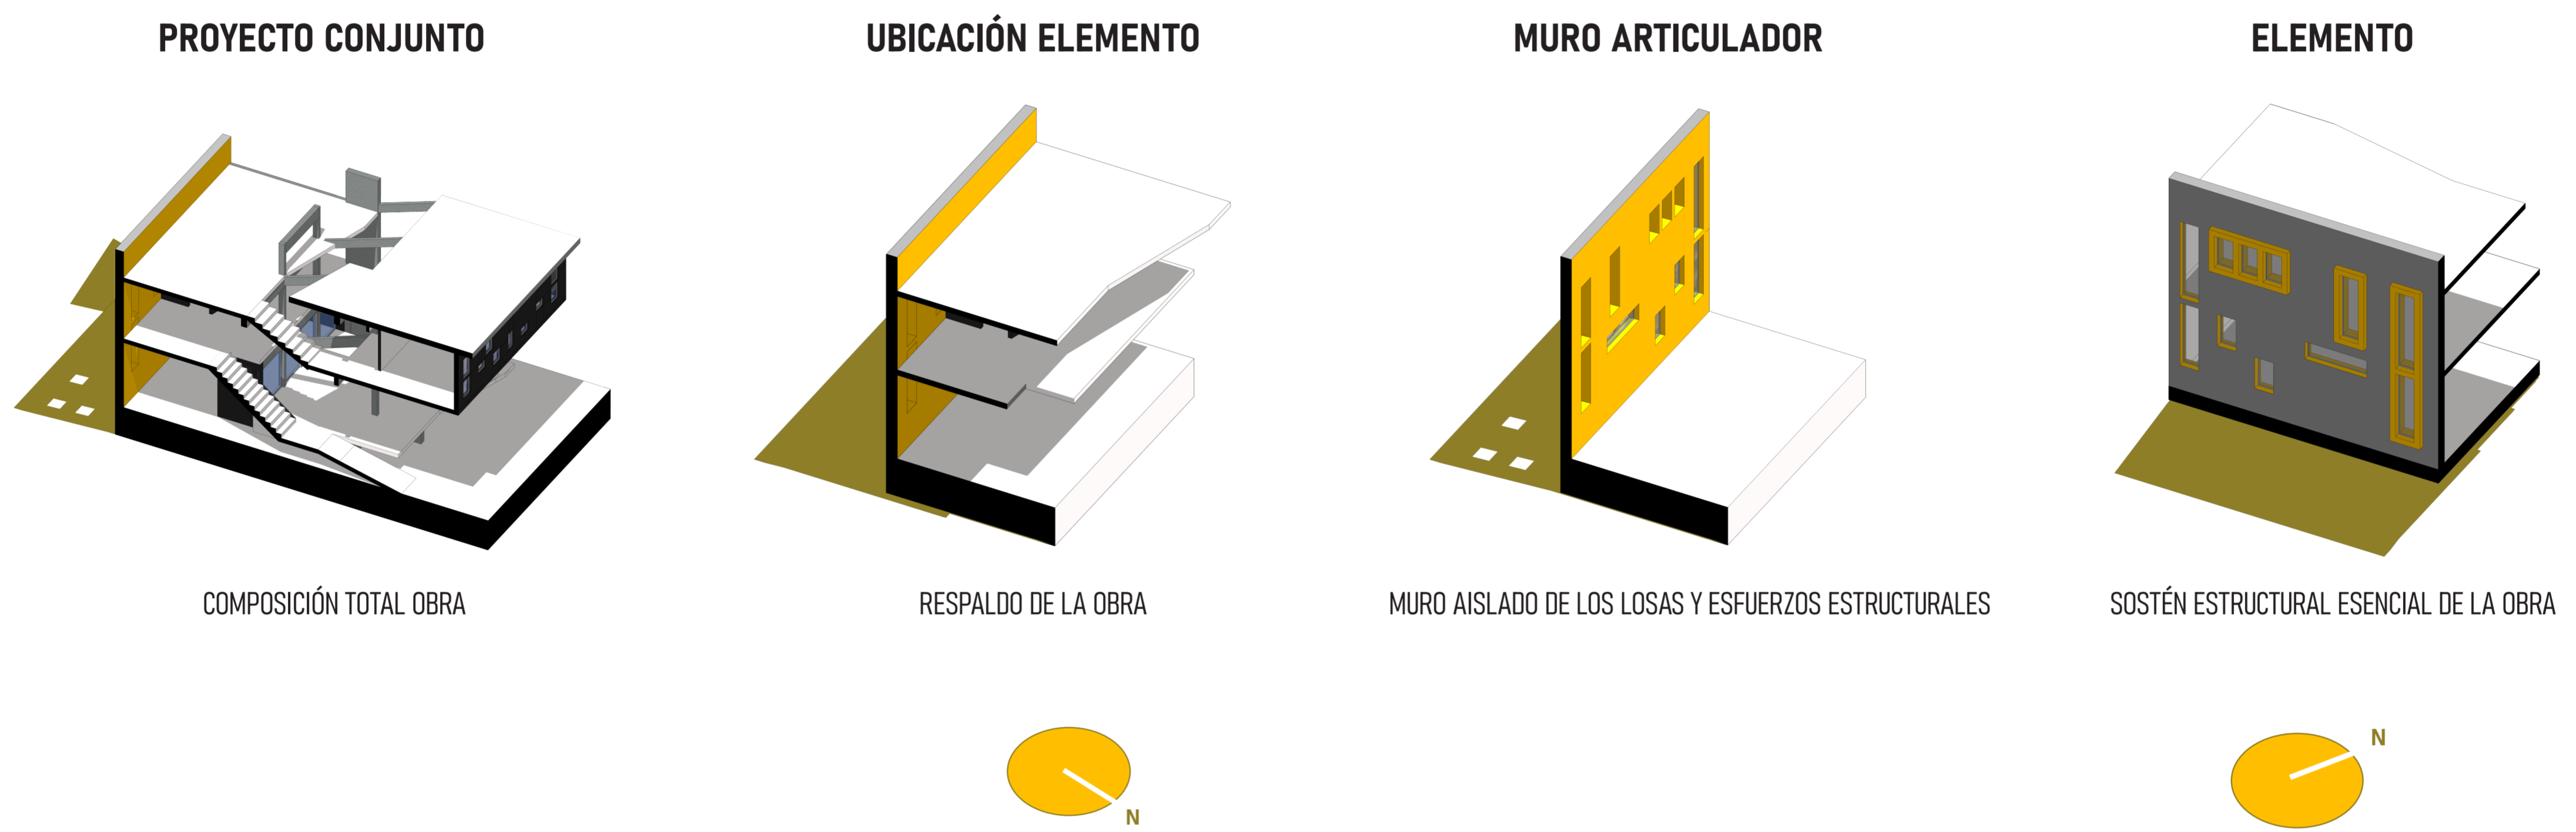 PROYECTO CONJUNTO
UBICACIÓN ELEMENTO
MURO ARTICULADOR
ELEMENTO
COMPOSICIÓN TOTAL OBRA
RESPALDO DE LA OBRA
MURO AISLADO DE LOS LOSAS Y ESFUERZOS ESTRUCTURALES
SOSTÉN ESTRUCTURAL ESENCIAL DE LA OBRA
N
N